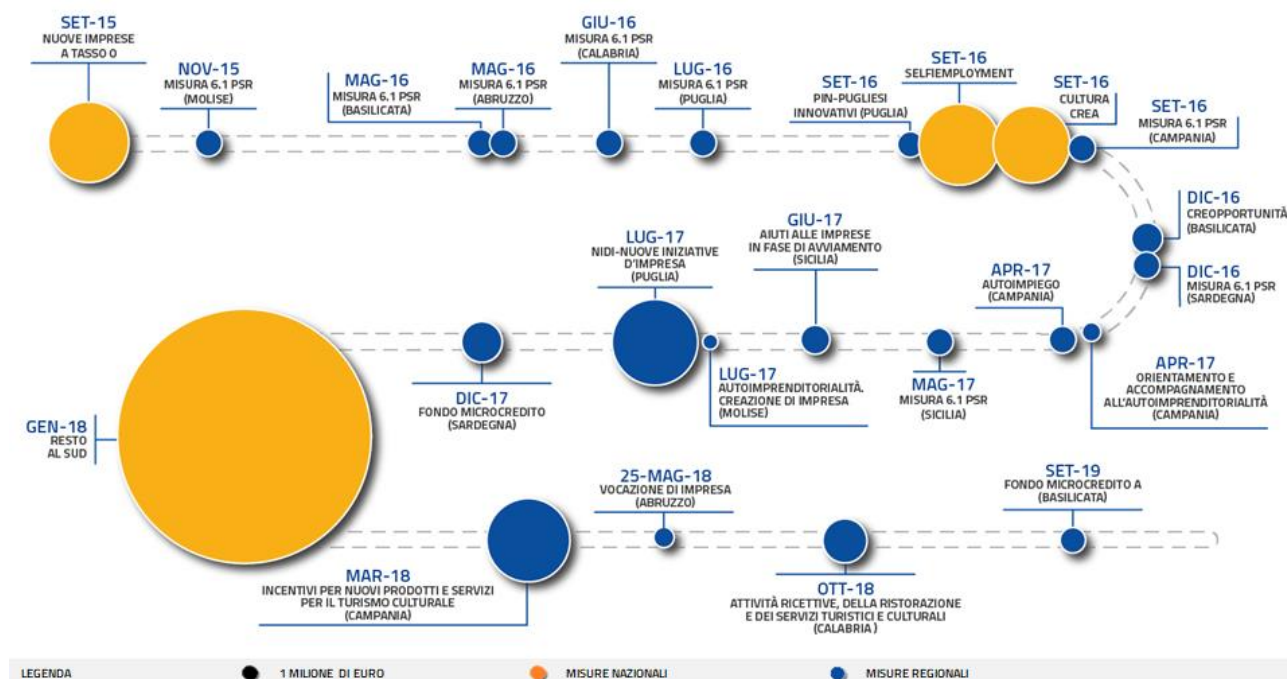 SET-15
NUOVE IMPRESE
A TASSO 0
NOV-15
MISURA 6.1 PSR
(MOLISE)
MAG-16
MISURA 6.1 PSR
(BASILICATA)
MAG-16
MISURA 6.1 PSR
(ABRUZZO)
GIU-16
MISURA 6.1 PSR
(CALABRIA)
LUG-16
MISURA 6.1 PSR
(PUGLIA)
SET-16
PIN-PUGLIESI
INNOVATIVI (PUGLIA)
SET-16
SELFIEMPLOYMENT
SET-16
CULTURA
CREA
SET-16
MISURA 6.1 PSR
(CAMPANIA)
DIC-16
CREOPPORTUNITÀ
(BASILICATA)
DIC-16
MISURA 6.1 PSR
(SARDEGNA)
APR-17
ORIENTAMENTO E
ACCOMPAGNAMENTO
ALL'AUTOIMPRENDITORIALITÀ
(CAMPANIA)
APR-17
AUTOIMPIEGO
(CAMPANIA)
MAG-17
MISURA 6.1 PSR
(SICILIA)
GIU-17
AIUTI ALLE IMPRESE
IN FASE DI AVVIAMENTO
(SICILIA)
LUG-17
AUTOIMPRENDITORIALITÀ.
CREAZIONE DI IMPRESA
(MOLISE)
LUG-17
NIDI-NUOVE INIZIATIVE
D'IMPRESA
(PUGLIA)
DIC-17
FONDO MICROCREDITO
(SARDEGNA)
GEN-18
RESTO
AL SUD
MAR-18
INCENTIVI PER NUOVI PRODOTTI E SERVIZI
PER IL TURISMO CULTURALE
(CAMPANIA)
25-MAG-18
VOCAZIONE DI IMPRESA
(ABRUZZO)
OTT-18
ATTIVITÀ RICETTIVE, DELLA RISTORAZIONE
E DEI SERVIZI TURISTICI E CULTURALI
(CALABRIA )
SET-19
FONDO MICROCREDITO A
(BASILICATA)
LEGENDA
1 MILIONE DI EURO
MISURE NAZIONALI
MISURE REGIONALI